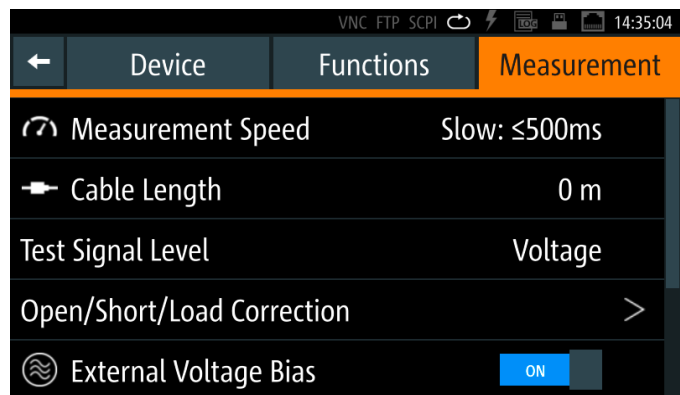 VNC FTP SCPI LOG 14:35:04
Device Functions Measurement
Measurement Speed Slow: ≤500ms
Cable Length 0 m
Test Signal Level Voltage
Open/Short/Load Correction >
External Voltage Bias ON